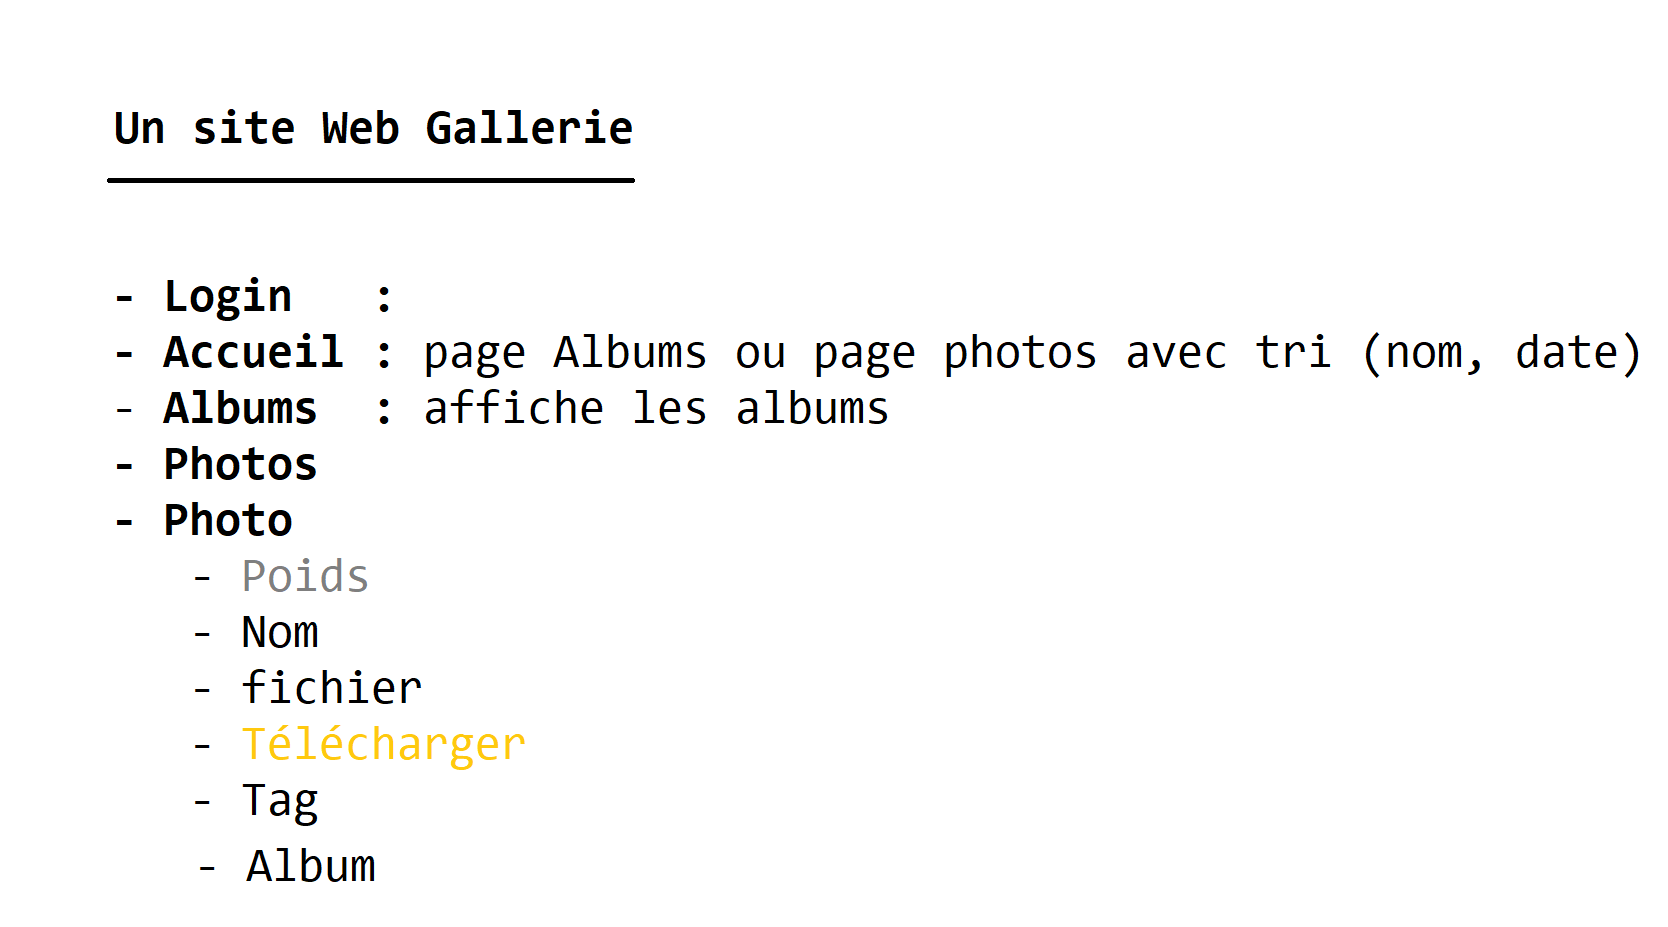 Un site Web Gallerie
- Login :
- Accueil : page Albums ou page photos avec tri (nom, date)
- Albums : affiche les albums
- Photos
- Photo
- Poids
- Nom
- fichier
- Télécharger
- Tag
- Album